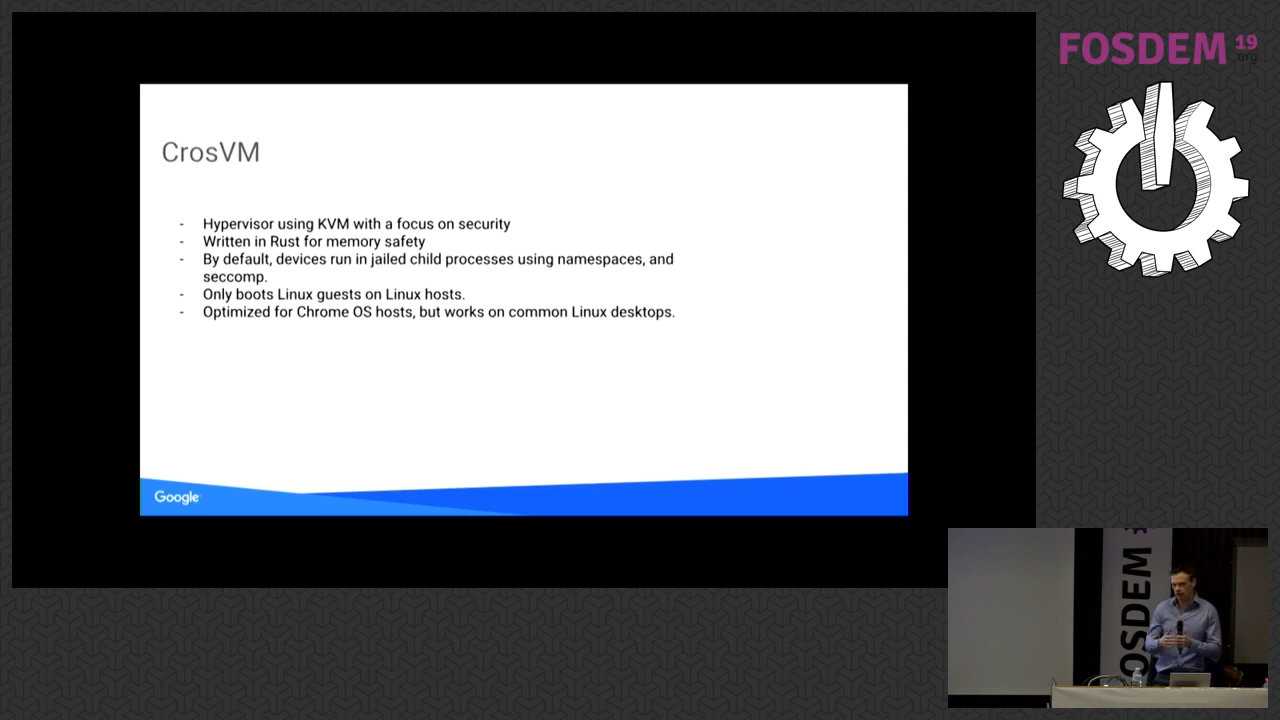 FOSDEM 19
.org
CrosVM
- Hypervisor using KVM with a focus on security
- Written in Rust for memory safety
- By default, devices run in jailed child processes using namespaces, and
seccomp.
- Only boots Linux guests on Linux hosts.
- Optimized for Chrome OS hosts, but works on common Linux desktops.
Google
OSDEM